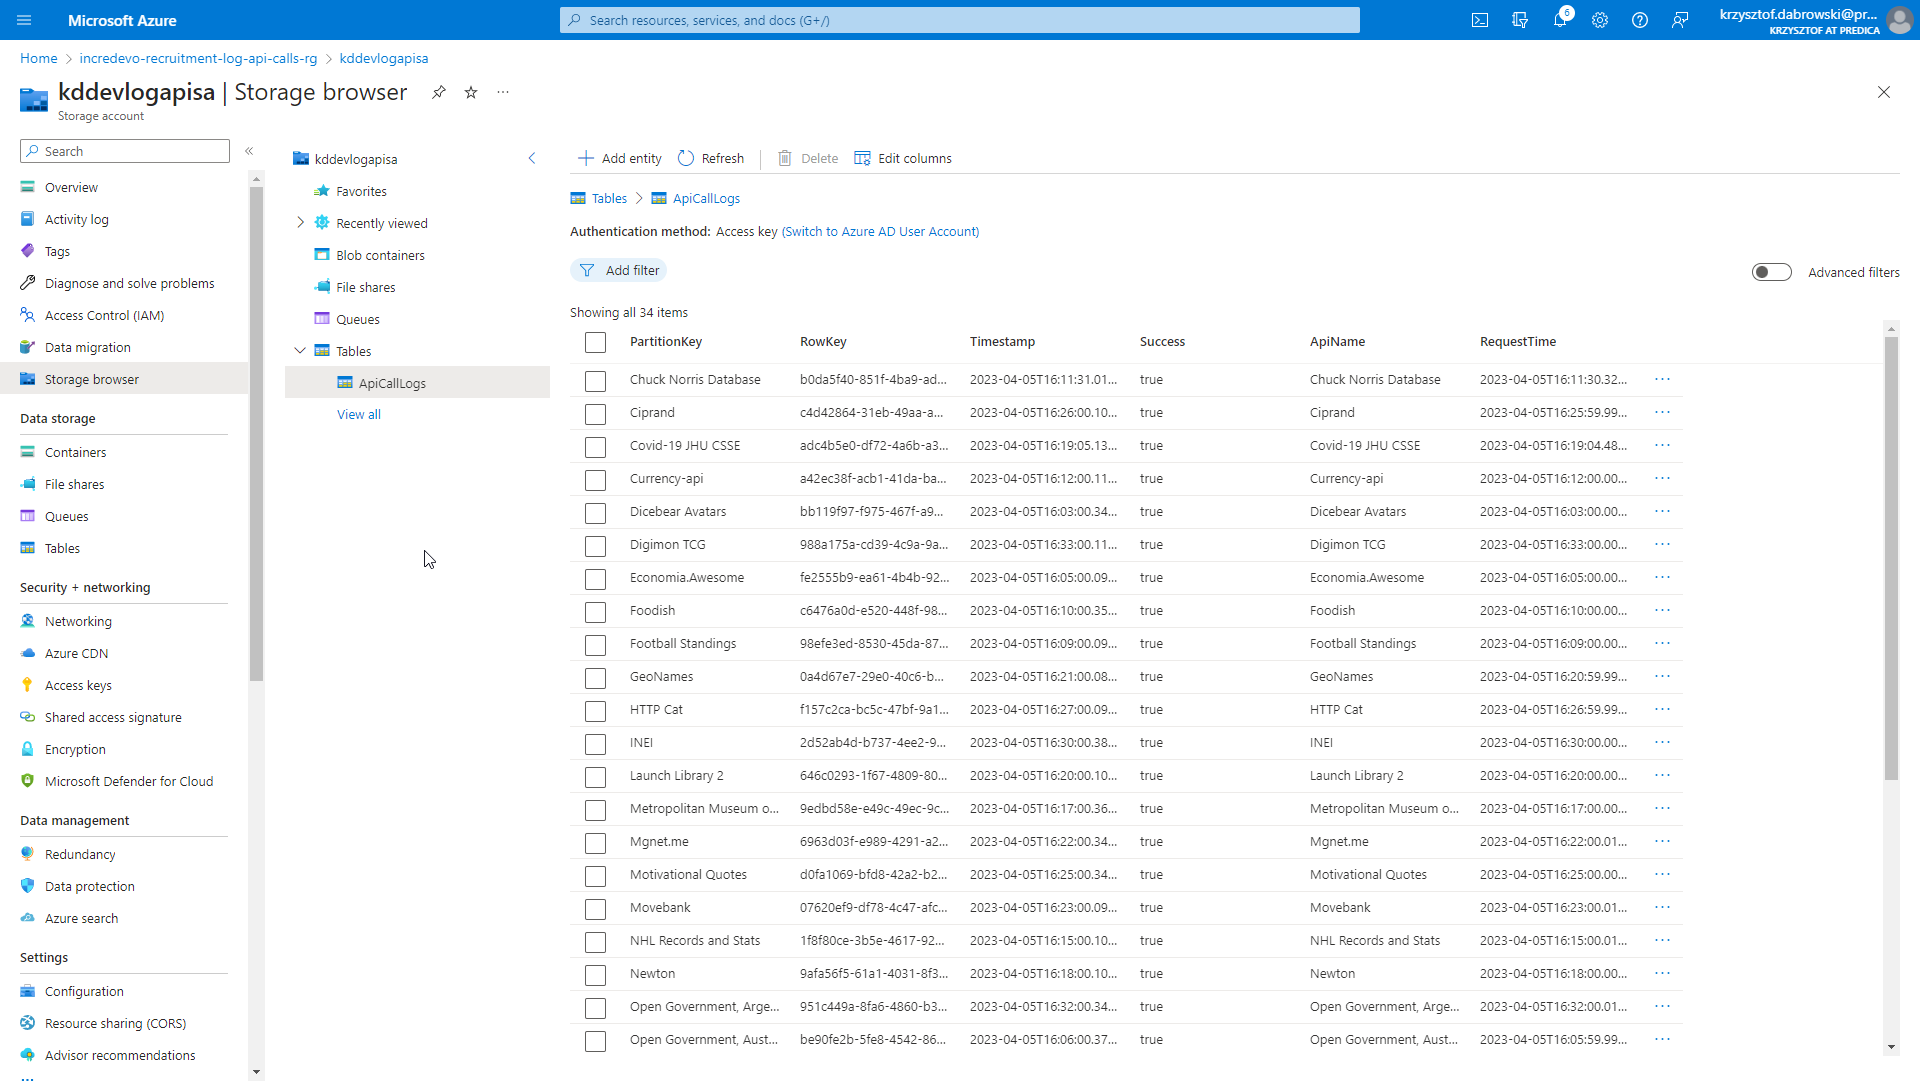 Microsoft Azure
Search resources, services, and docs (G+/)
6
krzysztof.dabrowski@pr...
KRZYSZTOF AT PREDICA
Home > incredevo-recruitment-log-api-calls-rg > kddevlogapisa
kddevlogapisa | Storage browser
Storage account
Search
Overview
Activity log
Tags
Diagnose and solve problems
Access Control (IAM)
Data migration
Storage browser
Data storage
Containers
File shares
Queues
Tables
Security + networking
Networking
Azure CDN
Access keys
Shared access signature
Encryption
Microsoft Defender for Cloud
Data management
Redundancy
Data protection
Azure search
Settings
Configuration
Resource sharing (CORS)
Advisor recommendations
kddevlogapisa
Favorites
Recently viewed
Blob containers
File shares
Queues
Tables
ApiCallLogs
View all
Add entity Refresh Delete Edit columns
Tables > ApiCallLogs
Authentication method: Access key (Switch to Azure AD User Account)
Add filter
Advanced filters
Showing all 34 items
PartitionKey RowKey Timestamp Success ApiName RequestTime
Chuck Norris Database b0da5f40-851f-4ba9-ad... 2023-04-05T16:11:31.01... true Chuck Norris Database 2023-04-05T16:11:30.32...
Ciprand c4d42864-31eb-49aa-a... 2023-04-05T16:26:00.10... true Ciprand 2023-04-05T16:25:59.99...
Covid-19 JHU CSSE adc4b5e0-df72-4a6b-a3... 2023-04-05T16:19:05.13... true Covid-19 JHU CSSE 2023-04-05T16:19:04.48...
Currency-api a42ec38f-acb1-41da-ba... 2023-04-05T16:12:00.11... true Currency-api 2023-04-05T16:12:00.00...
Dicebear Avatars bb119f97-f975-467f-a9... 2023-04-05T16:03:00.34... true Dicebear Avatars 2023-04-05T16:03:00.00...
Digimon TCG 988a175a-cd39-4c9a-9a... 2023-04-05T16:33:00.11... true Digimon TCG 2023-04-05T16:33:00.00...
Economia.Awesome fe2555b9-ea61-4b4b-92... 2023-04-05T16:05:00.09... true Economia.Awesome 2023-04-05T16:05:00.00...
Foodish c6476a0d-e520-448f-98... 2023-04-05T16:10:00.35... true Foodish 2023-04-05T16:10:00.00...
Football Standings 98efe3ed-8530-45da-87... 2023-04-05T16:09:00.09... true Football Standings 2023-04-05T16:09:00.00...
GeoNames 0a4d67e7-29e0-40c6-b... 2023-04-05T16:21:00.08... true GeoNames 2023-04-05T16:20:59.99...
HTTP Cat f157c2ca-bc5c-47bf-9a1... 2023-04-05T16:27:00.09... true HTTP Cat 2023-04-05T16:26:59.99...
INEI 2d52ab4d-b737-4ee2-9... 2023-04-05T16:30:00.38... true INEI 2023-04-05T16:30:00.00...
Launch Library 2 646c0293-1f67-4809-80... 2023-04-05T16:20:00.10... true Launch Library 2 2023-04-05T16:20:00.00...
Metropolitan Museum o... 9edbd58e-e49c-49ec-9c... 2023-04-05T16:17:00.36... true Metropolitan Museum o... 2023-04-05T16:17:00.00...
Mgnet.me 6963d03f-e989-4291-a2... 2023-04-05T16:22:00.34... true Mgnet.me 2023-04-05T16:22:00.01...
Motivational Quotes d0fa1069-bfd8-42a2-b2... 2023-04-05T16:25:00.34... true Motivational Quotes 2023-04-05T16:25:00.00...
Movebank 07620ef9-df78-4c47-afc... 2023-04-05T16:23:00.09... true Movebank 2023-04-05T16:23:00.01...
NHL Records and Stats 1f8f80ce-3b5e-4617-92... 2023-04-05T16:15:00.10... true NHL Records and Stats 2023-04-05T16:15:00.01...
Newton 9afa56f5-61a1-4031-8f3... 2023-04-05T16:18:00.10... true Newton 2023-04-05T16:18:00.00...
Open Government, Arge... 951c449a-8fa6-4860-b3... 2023-04-05T16:32:00.34... true Open Government, Arge... 2023-04-05T16:32:00.01...
Open Government, Aust... be90fe2b-5fe8-4542-86... 2023-04-05T16:06:00.37... true Open Government, Aust... 2023-04-05T16:05:59.99...